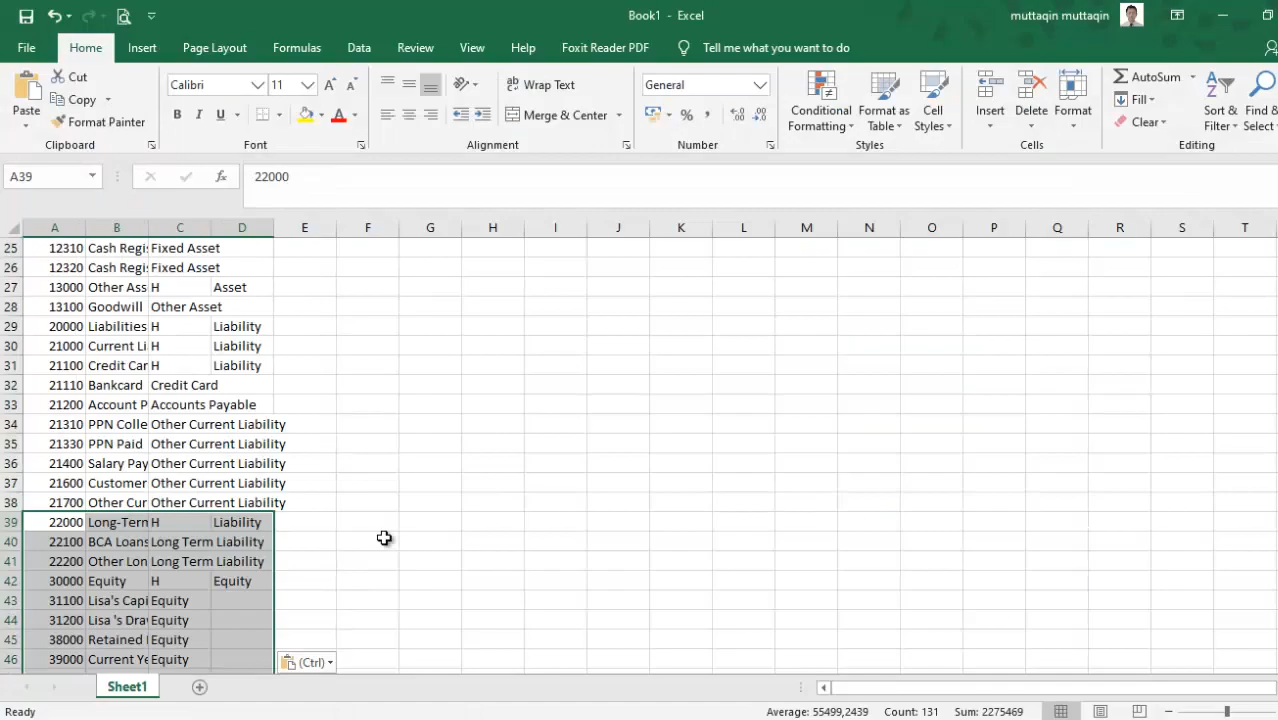 Book1 - Excel
muttaqin muttaqin
File Home Insert Page Layout Formulas Data Review View Help Foxit Reader PDF Tell me what you want to do
Paste
Cut
Copy
Format Painter
Clipboard
Calibri 11
B I U
Font
Wrap Text
Merge & Center
Alignment
General
Number
Conditional Formatting
Format as Table
Cell Styles
Styles
Insert Delete Format
Cells
AutoSum
Fill
Clear
Sort & Filter
Find & Select
Editing
A39 fx 22000
A B C D E F G H I J K L M N O P Q R S T
25 12310 Cash Regi Fixed Asset
26 12320 Cash Regi Fixed Asset
27 13000 Other Ass H Asset
28 13100 Goodwill Other Asset
29 20000 Liabilities H Liability
30 21000 Current Li H Liability
31 21100 Credit Car H Liability
32 21110 Bankcard Credit Card
33 21200 Account P Accounts Payable
34 21310 PPN Colle Other Current Liability
35 21330 PPN Paid Other Current Liability
36 21400 Salary Pay Other Current Liability
37 21600 Customer Other Current Liability
38 21700 Other Cur Other Current Liability
39 22000 Long-Term H Liability
40 22100 BCA Loans Long Term Liability
41 22200 Other Lon Long Term Liability
42 30000 Equity H Equity
43 31100 Lisa's Capi Equity
44 31200 Lisa 's Dra Equity
45 38000 Retained Equity
46 39000 Current Ye Equity
(Ctrl)
Sheet1
Ready Average: 55499,2439 Count: 131 Sum: 2275469